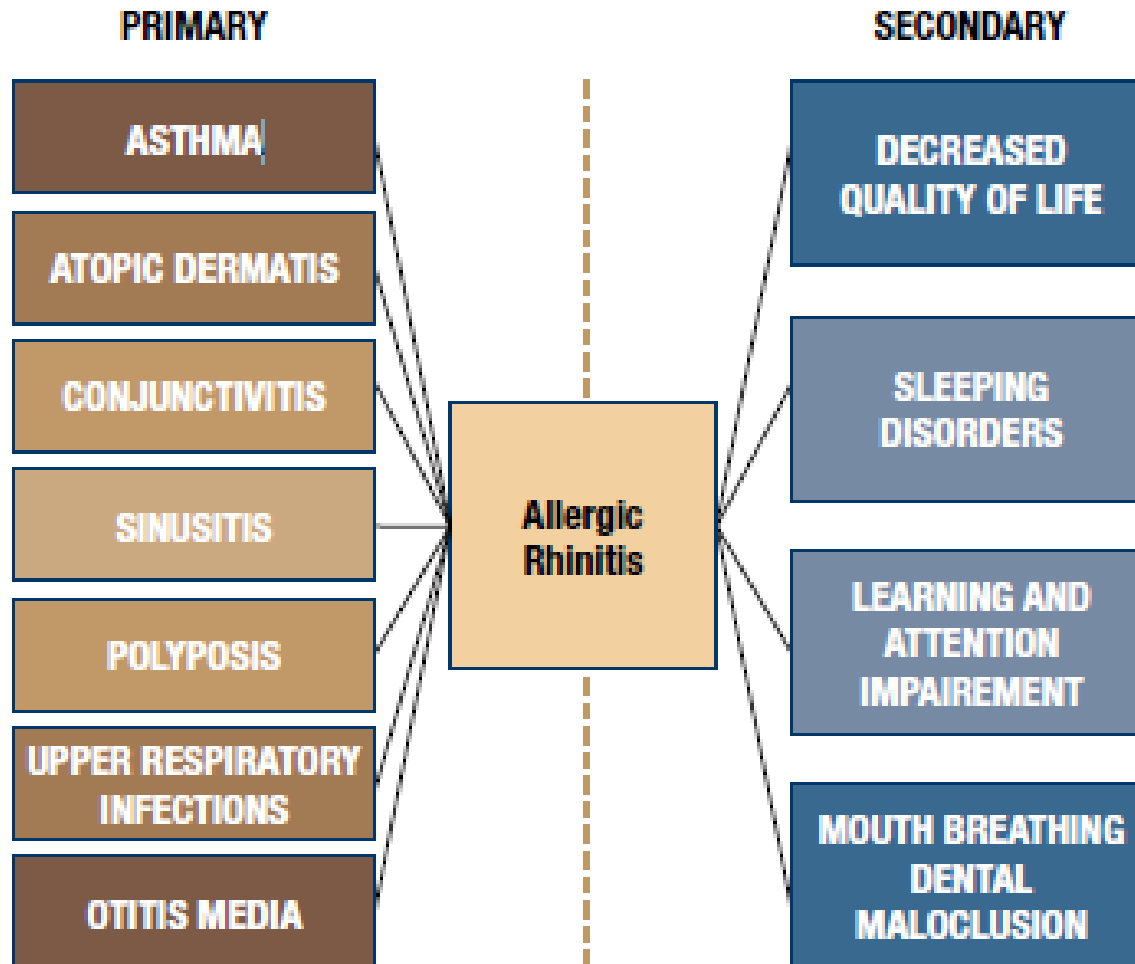 PRIMARY
ASTHMA
ATOPIC DERMATIS
CONJUNCTIVITIS
SINUSITIS
POLYPOSIS
UPPER RESPIRATORY
INFECTIONS
OTITIS MEDIA
Allergic
Rhinitis
SECONDARY
DECREASED
QUALITY OF LIFE
SLEEPING
DISORDERS
LEARNING AND
ATTENTION
IMPAIREMENT
MOUTH BREATHING
DENTAL
MALOCLUSION